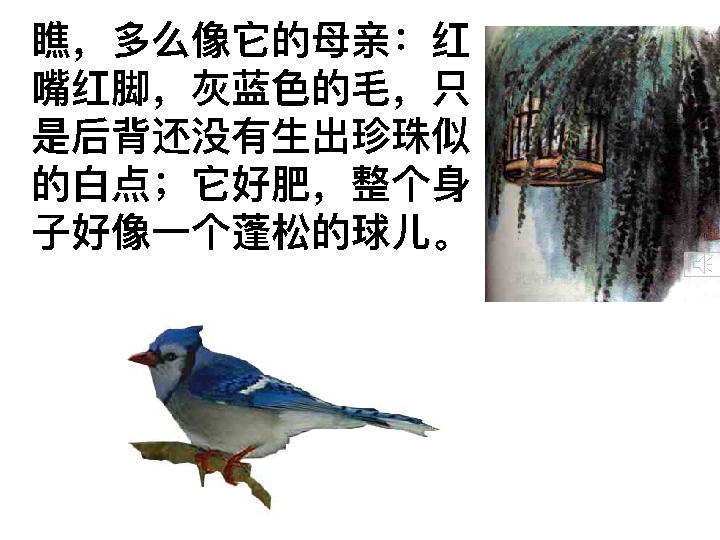 瞧，多么像它的母亲：红
嘴红脚，灰蓝色的毛，只
是后背还没有生出珍珠似
的白点；它好肥，整个身
子好像一个蓬松的球儿。